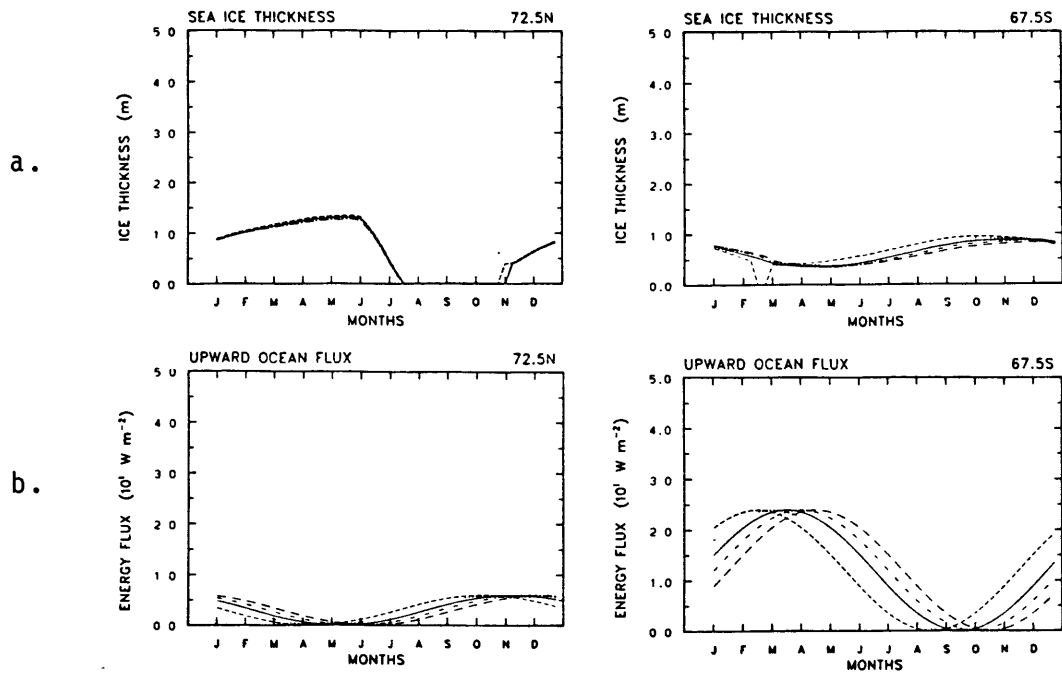 SEA ICE THICKNESS 72.5N
5 0
4 0
3 0
2 0
1 0
0 0
ICE THICKNESS (m)
J F M A M J J A S O N D
MONTHS
SEA ICE THICKNESS 67.5S
5 0
4 0
3 0
2 0
1 0
0 0
ICE THICKNESS (m)
J F M A M J J A S O N D
MONTHS
a.
UPWARD OCEAN FLUX 72.5N
5 0
4 0
3 0
2 0
1 0
0 0
ENERGY FLUX (10¹ W m⁻²)
J F M A M J J A S O N D
MONTHS
UPWARD OCEAN FLUX 67.5S
5 0
4 0
3 0
2 0
1 0
0 0
ENERGY FLUX (10¹ W m⁻²)
J F M A M J J A S O N D
MONTHS
b.